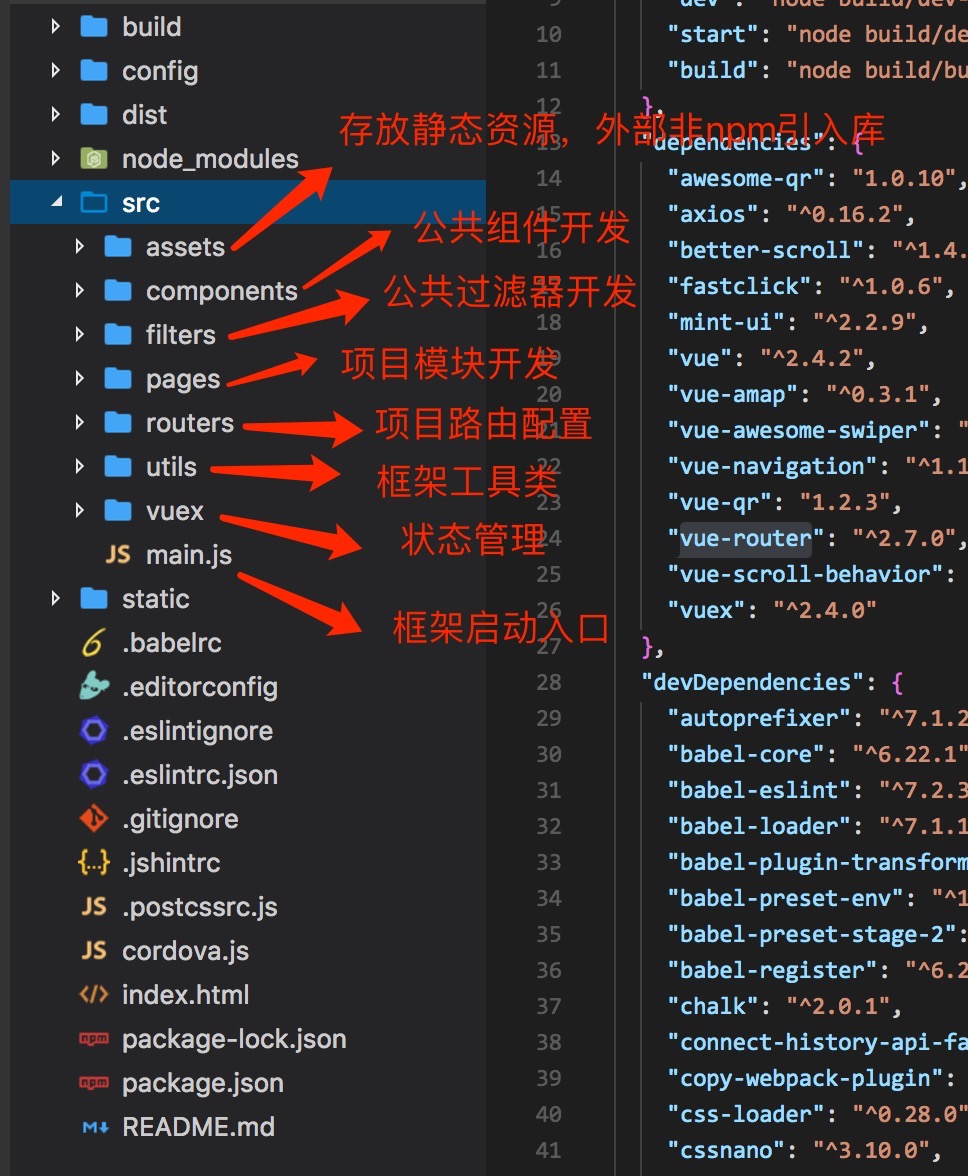 build
config
dist
node_modules
src
assets
components
filters
pages
routers
utils
vuex
main.js
static
.babelrc
.editorconfig
.eslintignore
.eslintrc.json
.gitignore
.jshintrc
.postcssrc.js
cordova.js
index.html
package-lock.json
package.json
README.md
存放静态资源，外部非npm引入库
公共组件开发
公共过滤器开发
项目模块开发
项目路由配置
框架工具类
状态管理
框架启动入口
10 "start": "node build/de
11 "build": "node build/bu
12 },
13 "dependencies": {
14 "awesome-qr": "1.0.10",
15 "axios": "^0.16.2",
16 "better-scroll": "^1.4.
"fastclick": "^1.0.6",
18 "mint-ui": "^2.2.9",
19 "vue": "^2.4.2",
20 "vue-amap": "^0.3.1",
21 "vue-awesome-swiper": "
22 "vue-navigation": "^1.1
23 "vue-qr": "1.2.3",
24 "vue-router": "^2.7.0",
25 "vue-scroll-behavior":
26 "vuex": "^2.4.0"
27 },
28 "devDependencies": {
29 "autoprefixer": "^7.1.2
30 "babel-core": "^6.22.1"
31 "babel-eslint": "^7.2.3
32 "babel-loader": "^7.1.1
33 "babel-plugin-transform
34 "babel-preset-env": "^1
35 "babel-preset-stage-2":
36 "babel-register": "^6.2
37 "chalk": "^2.0.1",
38 "connect-history-api-fa
39 "copy-webpack-plugin":
40 "css-loader": "^0.28.0"
41 "cssnano": "^3.10.0",